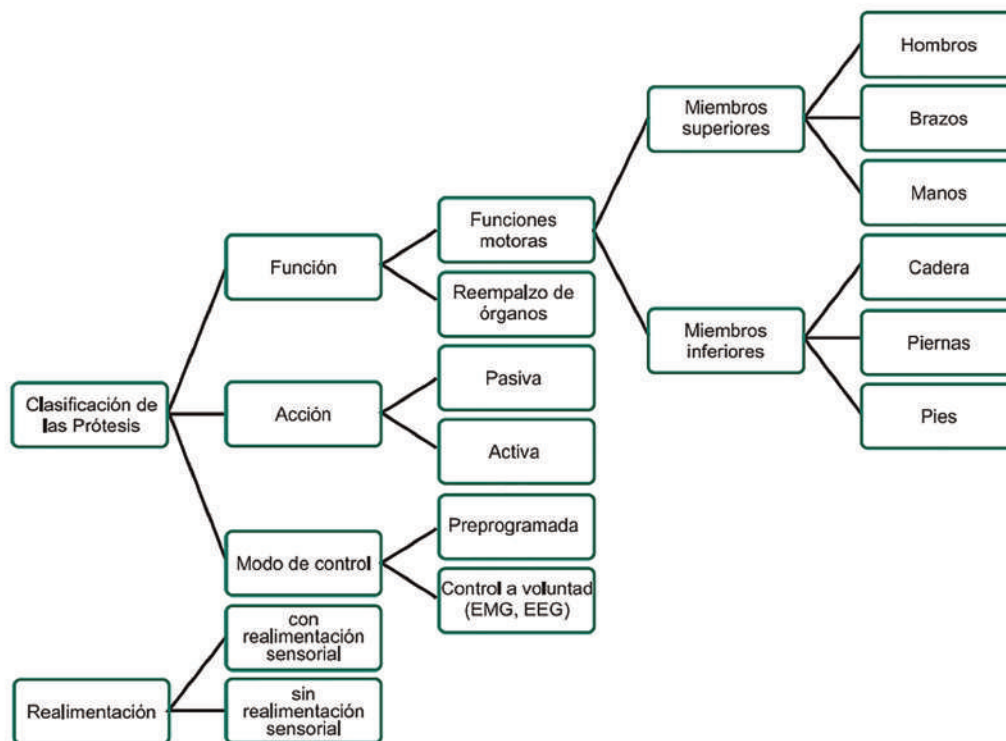 Clasificación de
las Prótesis
Función
Funciones
motoras
Miembros
superiores
Hombros
Brazos
Manos
Miembros
inferiores
Cadera
Piernas
Pies
Reempalzo de
órganos
Acción
Pasiva
Activa
Modo de control
Preprogramada
Control a voluntad
(EMG, EEG)
Realimentación
con
realimentación
sensorial
sin
realimentación
sensorial